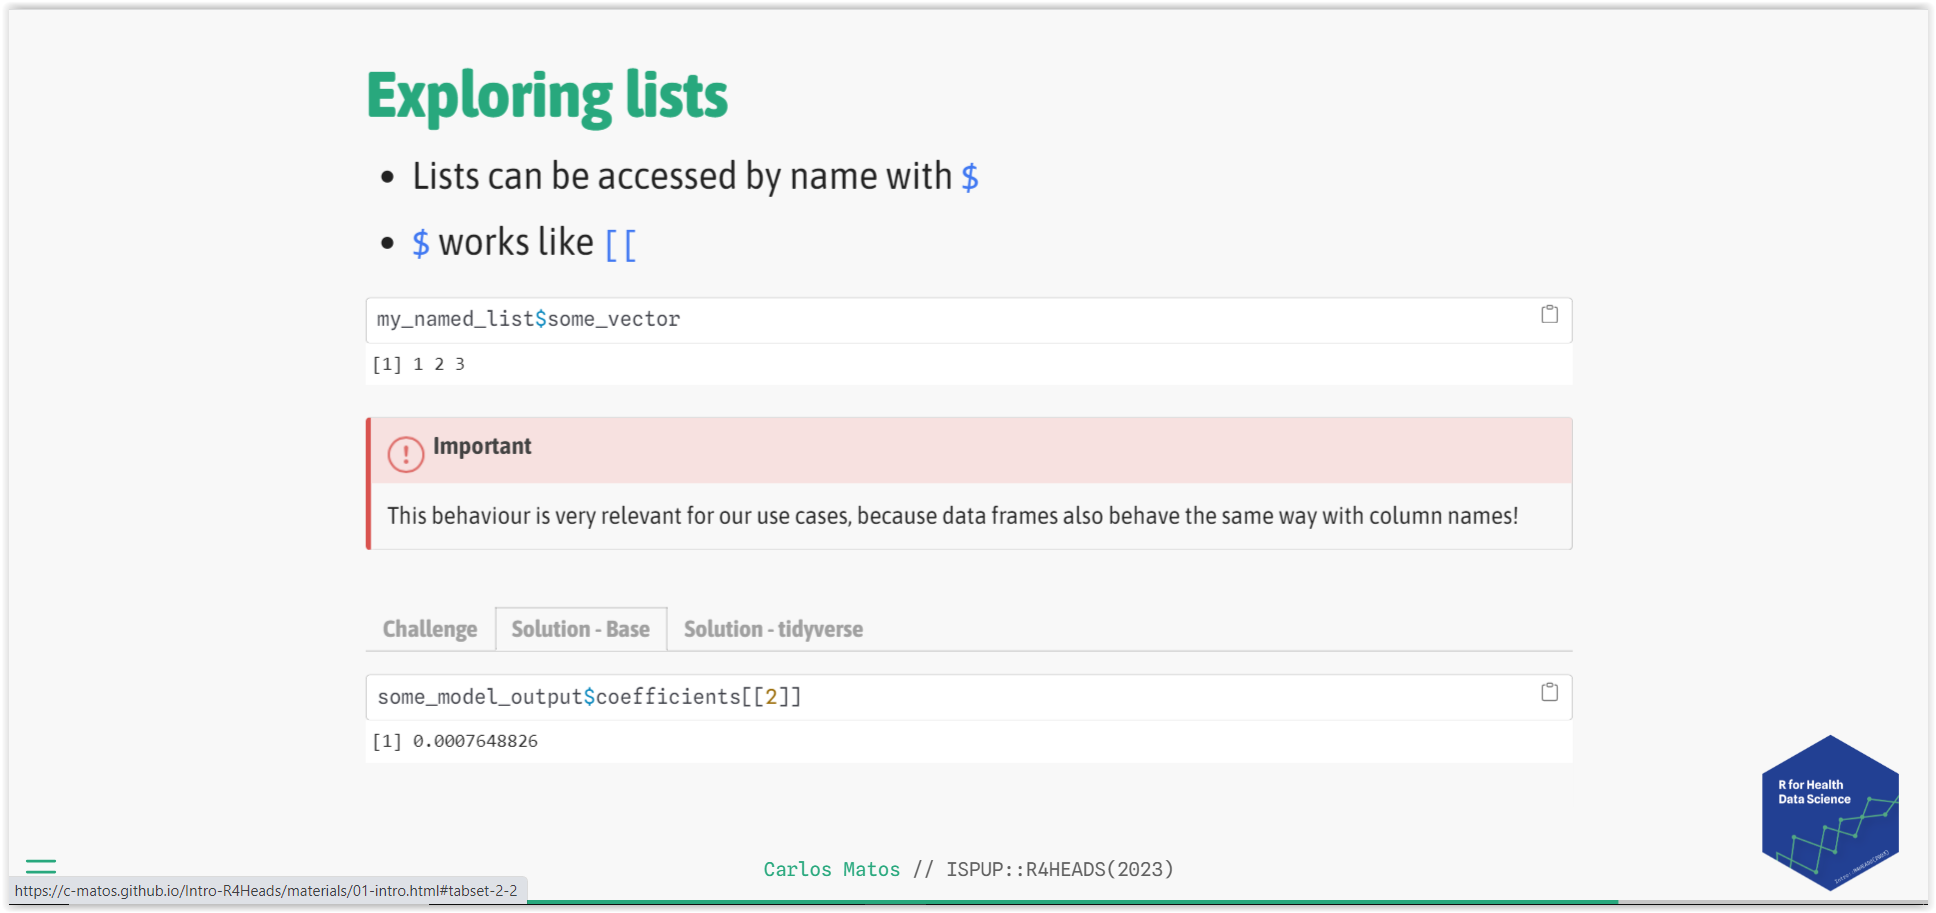 Exploring lists
• Lists can be accessed by name with $
• $ works like [[
my_named_list$some_vector
[1] 1 2 3
Important
This behaviour is very relevant for our use cases, because data frames also behave the same way with column names!
Challenge Solution - Base Solution - tidyverse
some_model_output$coefficients[[2]]
[1] 0.0007648826
R for Health
Data Science
Carlos Matos // ISPUP::R4HEADS(2023)
https://c-matos.github.io/Intro-R4Heads/materials/01-intro.html#tabset-2-2